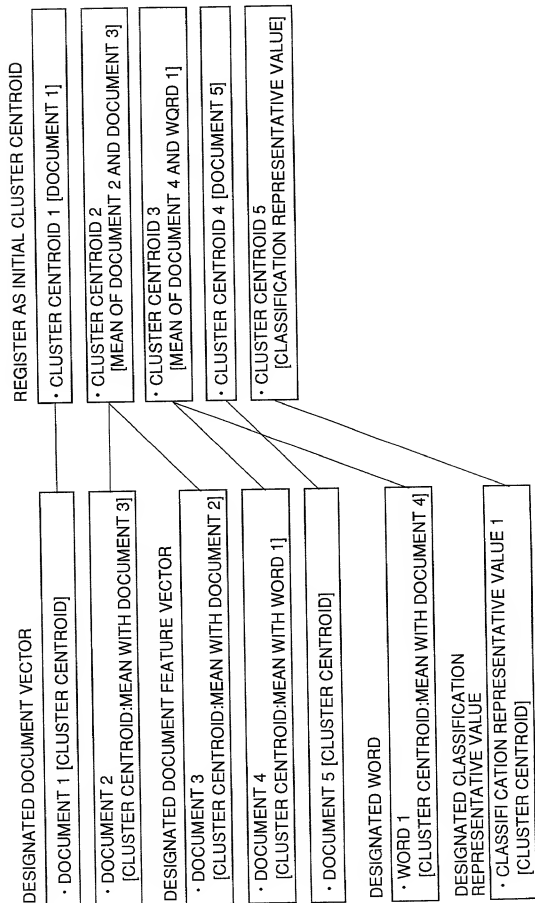 DESIGNATED DOCUMENT VECTOR
· DOCUMENT 1 [CLUSTER CENTROID]
· DOCUMENT 2
[CLUSTER CENTROID:MEAN WITH DOCUMENT 3]
DESIGNATED DOCUMENT FEATURE VECTOR
· DOCUMENT 3
[CLUSTER CENTROID:MEAN WITH DOCUMENT 2]
· DOCUMENT 4
[CLUSTER CENTROID:MEAN WITH WORD 1]
· DOCUMENT 5 [CLUSTER CENTROID]
DESIGNATED WORD
· WORD 1
[CLUSTER CENTROID:MEAN WITH DOCUMENT 4]
DESIGNATED CLASSIFICATION
REPRESENTATIVE VALUE
· CLASSIFICATION REPRESENTATIVE VALUE 1
[CLUSTER CENTROID]
REGISTER AS INITIAL CLUSTER CENTROID
· CLUSTER CENTROID 1 [DOCUMENT 1]
· CLUSTER CENTROID 2
[MEAN OF DOCUMENT 2 AND DOCUMENT 3]
· CLUSTER CENTROID 3
[MEAN OF DOCUMENT 4 AND WQRD 1]
· CLUSTER CENTROID 4 [DOCUMENT 5]
· CLUSTER CENTROID 5
[CLASSIFICATION REPRESENTATIVE VALUE]